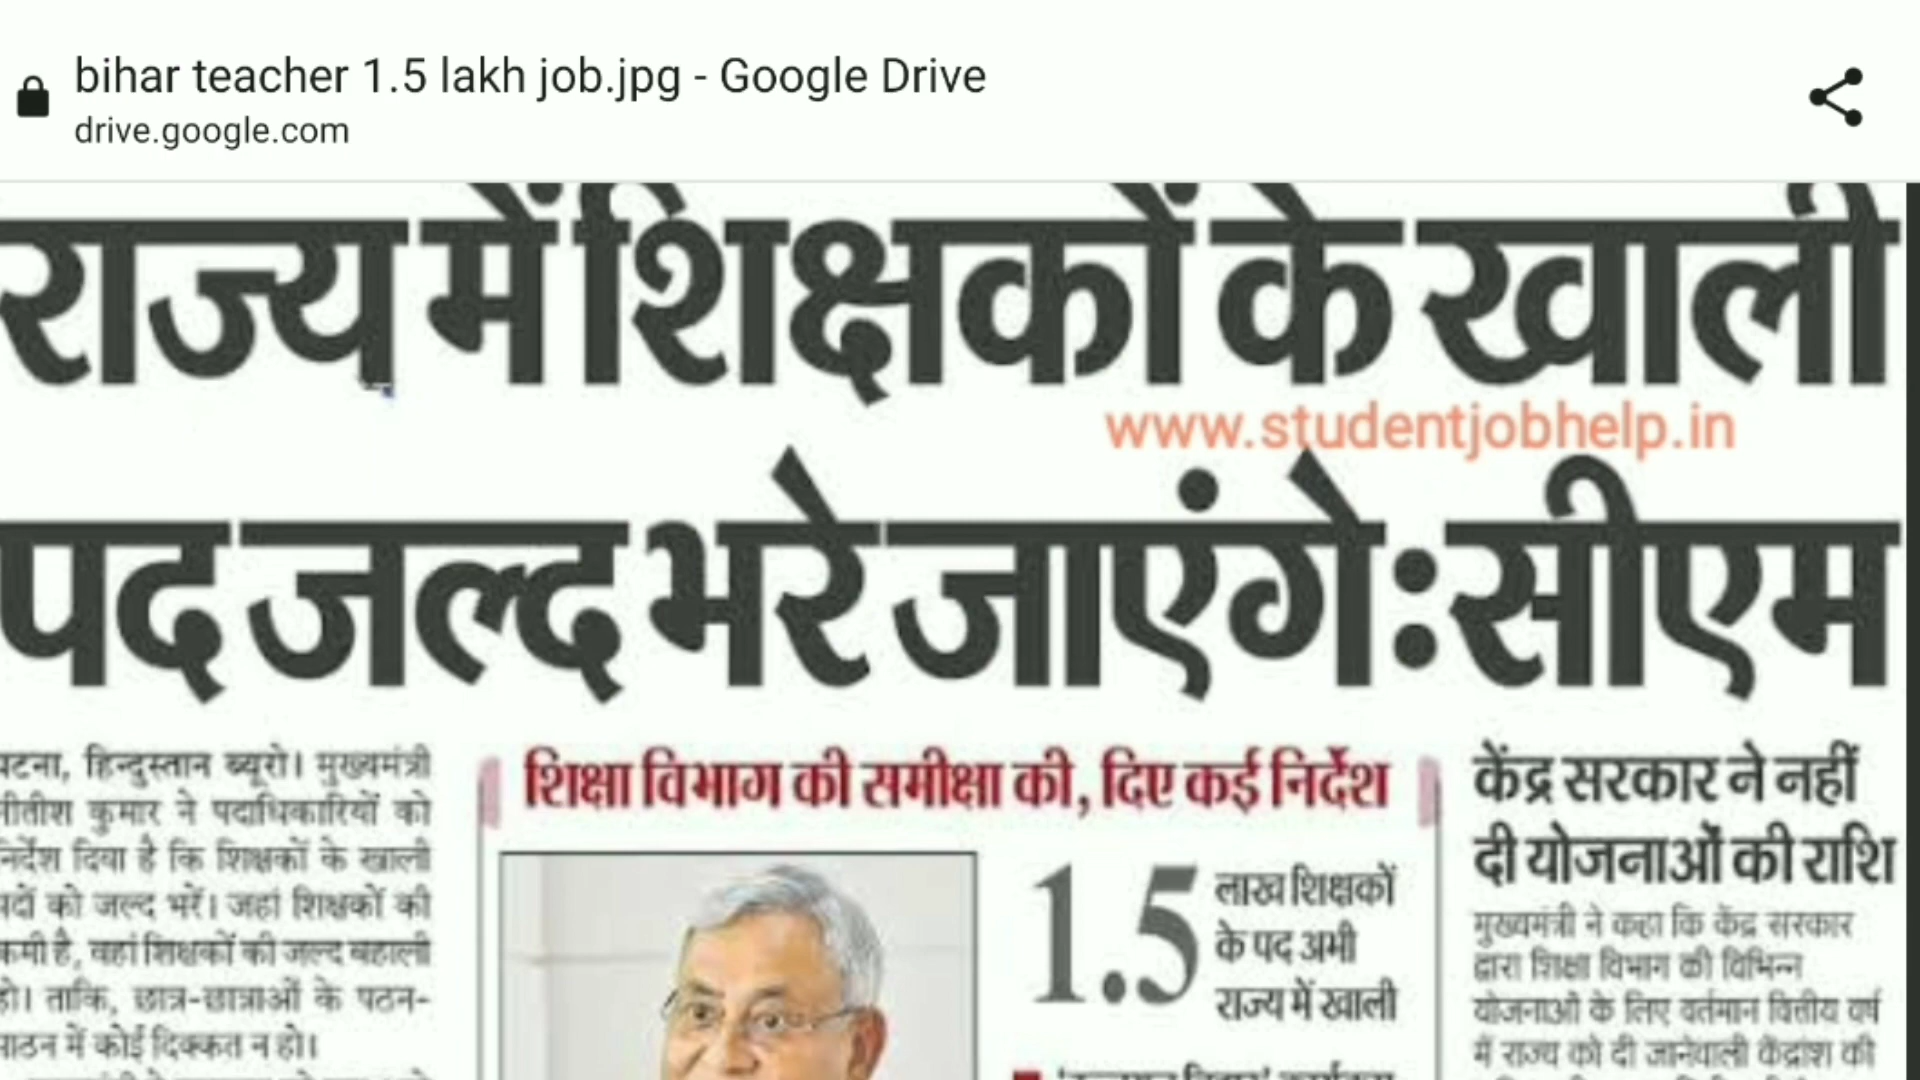 bihar teacher 1.5 lakh job.jpg - Google Drive
drive.google.com
राज्य में शिक्षकों के खाली
www.studentjobhelp.in
पद जल्द भरे जाएंगे : सीएम
पटना, हिन्दुस्तान ब्यूरो। मुख्यमंत्री
नीतीश कुमार ने पदाधिकारियों को
निर्देश दिया है कि शिक्षकों के खाली
पदों को जल्द भरें। जहां शिक्षकों की
कमी है, वहां शिक्षकों की जल्द बहाली
हो। ताकि, छात्र-छात्राओं के पठन-
पाठन में कोई दिक्कत न हो।
शिक्षा विभाग की समीक्षा की, दिए कई निर्देश
1.5 लाख शिक्षकों
के पद अभी
राज्य में खाली
केंद्र सरकार ने नहीं
दी योजनाओं की राशि
मुख्यमंत्री ने कहा कि केंद्र सरकार
द्वारा शिक्षा विभाग की विभिन्न
योजनाओं के लिए वर्तमान वित्तीय वर्ष
में राज्य को दी जानेवाली केंद्रांश की